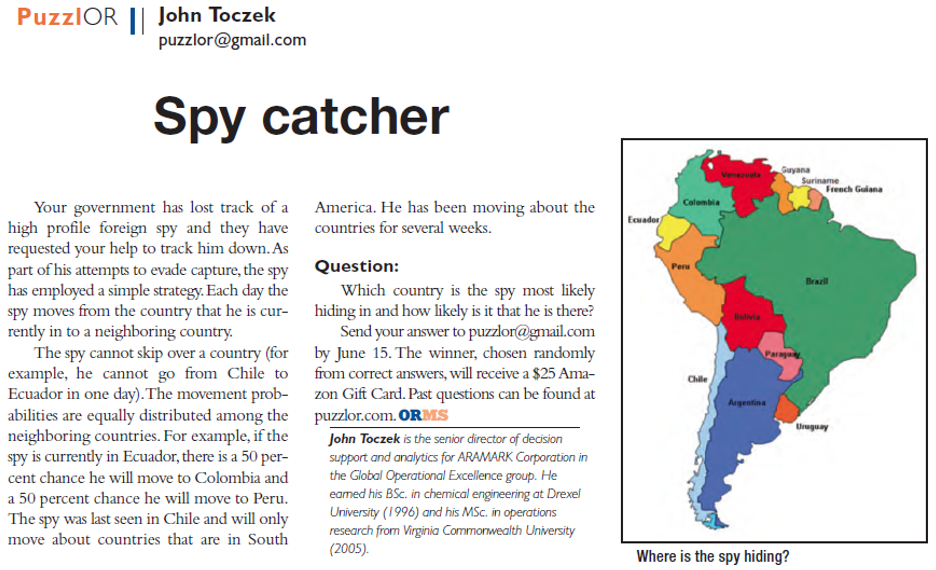 PuzzlOR || John Toczek
puzzlor@gmail.com
Spy catcher
Your government has lost track of a
high profile foreign spy and they have
requested your help to track him down. As
part of his attempts to evade capture, the spy
has employed a simple strategy. Each day the
spy moves from the country that he is cur-
rently in to a neighboring country.
The spy cannot skip over a country (for
example, he cannot go from Chile to
Ecuador in one day). The movement prob-
abilities are equally distributed among the
neighboring countries. For example, if the
spy is currently in Ecuador, there is a 50 per-
cent chance he will move to Colombia and
a 50 percent chance he will move to Peru.
The spy was last seen in Chile and will only
move about countries that are in South
America. He has been moving about the
countries for several weeks.
Question:
Which country is the spy most likely
hiding in and how likely is it that he is there?
Send your answer to puzzlor@gmail.com
by June 15. The winner, chosen randomly
from correct answers, will receive a $25 Ama-
zon Gift Card. Past questions can be found at
puzzlor.com. ORMS
John Toczek is the senior director of decision
support and analytics for ARAMARK Corporation in
the Global Operational Excellence group. He
earned his BSc. in chemical engineering at Drexel
University (1996) and his MSc. in operations
research from Virginia Commonwealth University
(2005).
Venezuela
Guyana
Suriname
French Guiana
Colombia
Ecuador
Peru
Brazil
Bolivia
Paraguay
Chile
Argentina
Uruguay
Where is the spy hiding?